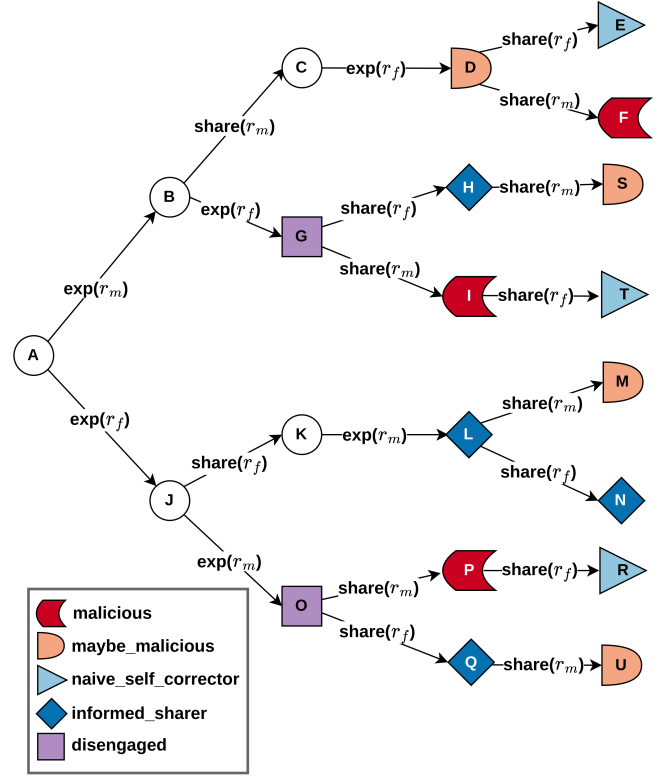 E
share(r_f)
C
exp(r_f)
D
share(r_m)
F
share(r_m)
B
exp(r_f)
share(r_f)
H
share(r_m)
S
G
share(r_m)
I
share(r_f)
T
exp(r_m)
A
exp(r_f)
M
share(r_m)
K
exp(r_m)
L
share(r_f)
share(r_f)
N
J
exp(r_m)
P
share(r_f)
R
share(r_m)
O
share(r_f)
Q
share(r_m)
U
malicious
maybe_malicious
naive_self_corrector
informed_sharer
disengaged